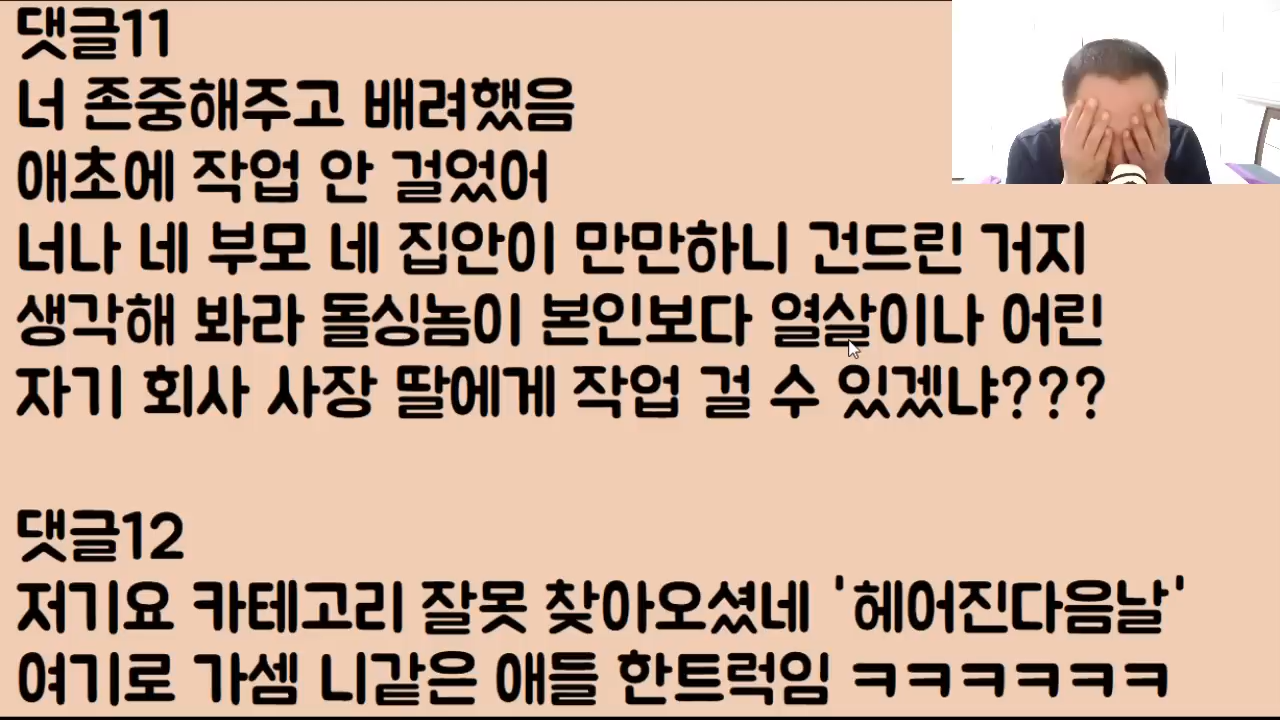 댓글11
너 존중해주고 배려했음
애초에 작업 안 걸었어
너나 네 부모 네 집안이 만만하니 건드린 거지
생각해 봐라 돌싱놈이 본인보다 열살이나 어린
자기 회사 사장 딸에게 작업 걸 수 있겠냐???
댓글12
저기요 카테고리 잘못 찾아오셨네 '헤어진다음날'
여기로 가셈 니같은 애들 한트럭임 ㅋㅋㅋㅋㅋㅋ